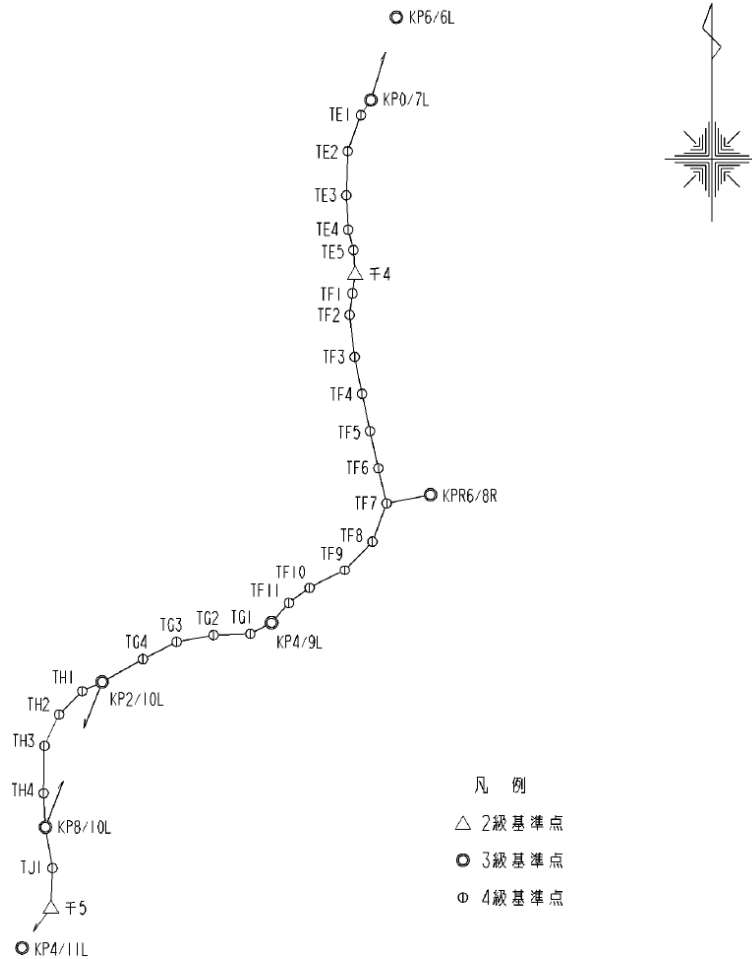 KP6/6L
KP0/7L
TE1
TE2
TE3
TE4
TE5
千4
TF1
TF2
TF3
TF4
TF5
TF6
KPR6/8R
TF7
TF8
TF9
TF10
TF11
TG1
TG2
TG3
KP4/9L
TG4
TH1
KP2/10L
TH2
TH3
TH4
KP8/10L
TJ1
千5
KP4/11L
凡 例
2級基準点
3級基準点
4級基準点